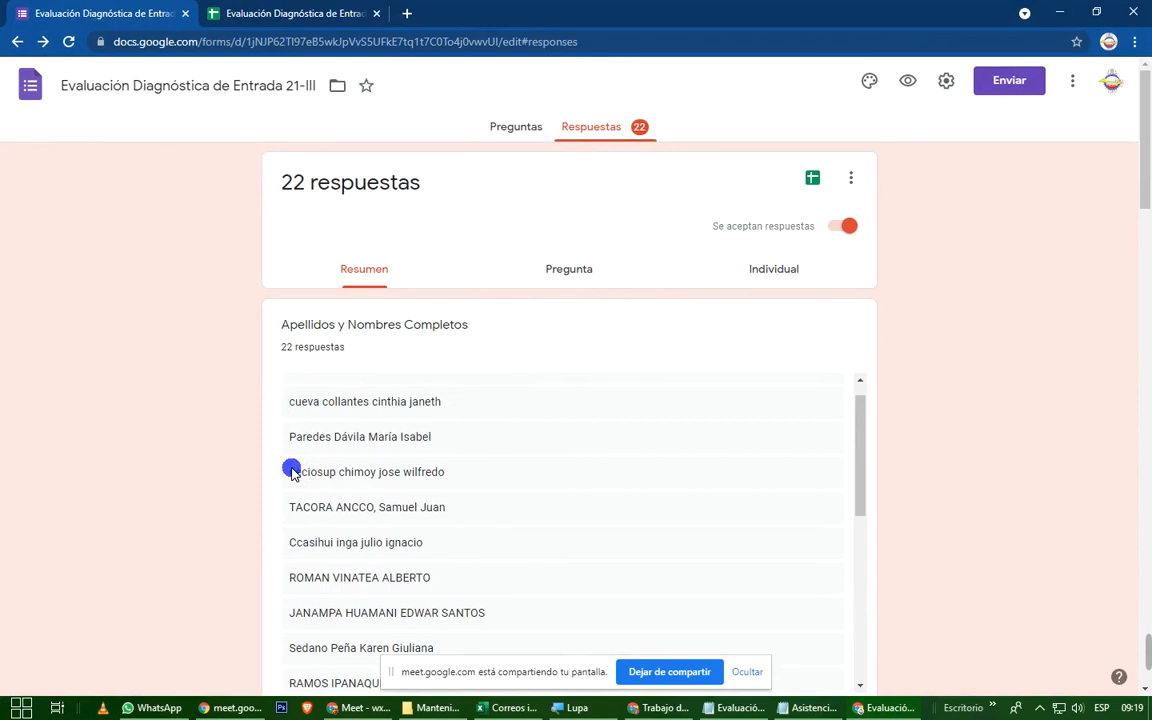 Evaluación Diagnóstica de Entrad
Evaluación Diagnóstica de Entrad
docs.google.com/forms/d/1jNJP62TI97eB5wkJpVvS5UFkE7tq1t7C0To4j0vwvUI/edit#responses
Evaluación Diagnóstica de Entrada 21-III
Enviar
Preguntas
Respuestas 22
22 respuestas
Se aceptan respuestas
Resumen
Pregunta
Individual
Apellidos y Nombres Completos
22 respuestas
cueva collantes cinthia janeth
Paredes Dávila María Isabel
chimoy jose wilfredo
TACORA ANCCO, Samuel Juan
Ccasihui inga julio ignacio
ROMAN VINATEA ALBERTO
JANAMPA HUAMANI EDWAR SANTOS
Sedano Peña Karen Giuliana
RAMOS IPANAQU
meet.google.com está compartiendo tu pantalla.
Dejar de compartir
Ocultar
WhatsApp
meet.goo...
Meet - wx...
Manteni...
Correos i...
Lupa
Trabajo d...
Evaluació...
Asistenci...
Evaluació...
Escritorio
ESP
09:19